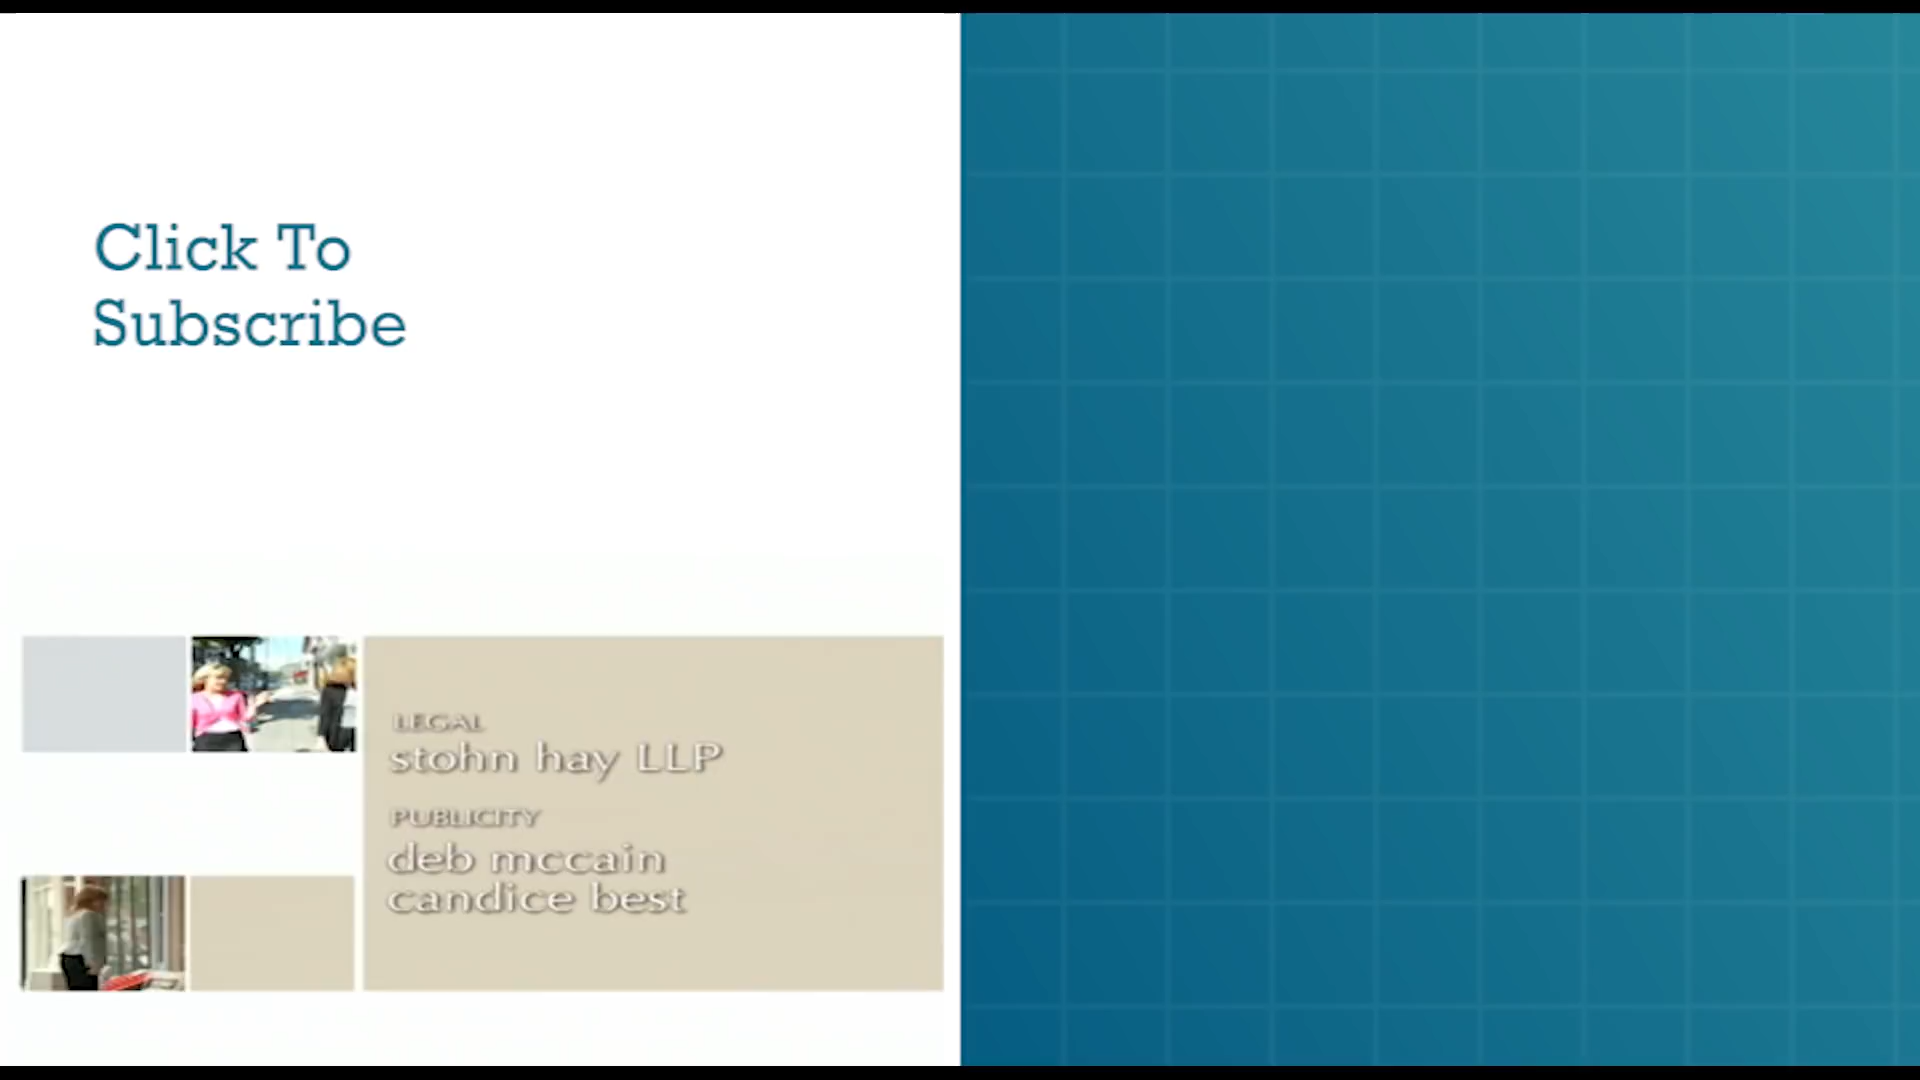 Click To
Subscribe
LEGAL
stohn hay LLP
PUBLICITY
deb mccain
candice best